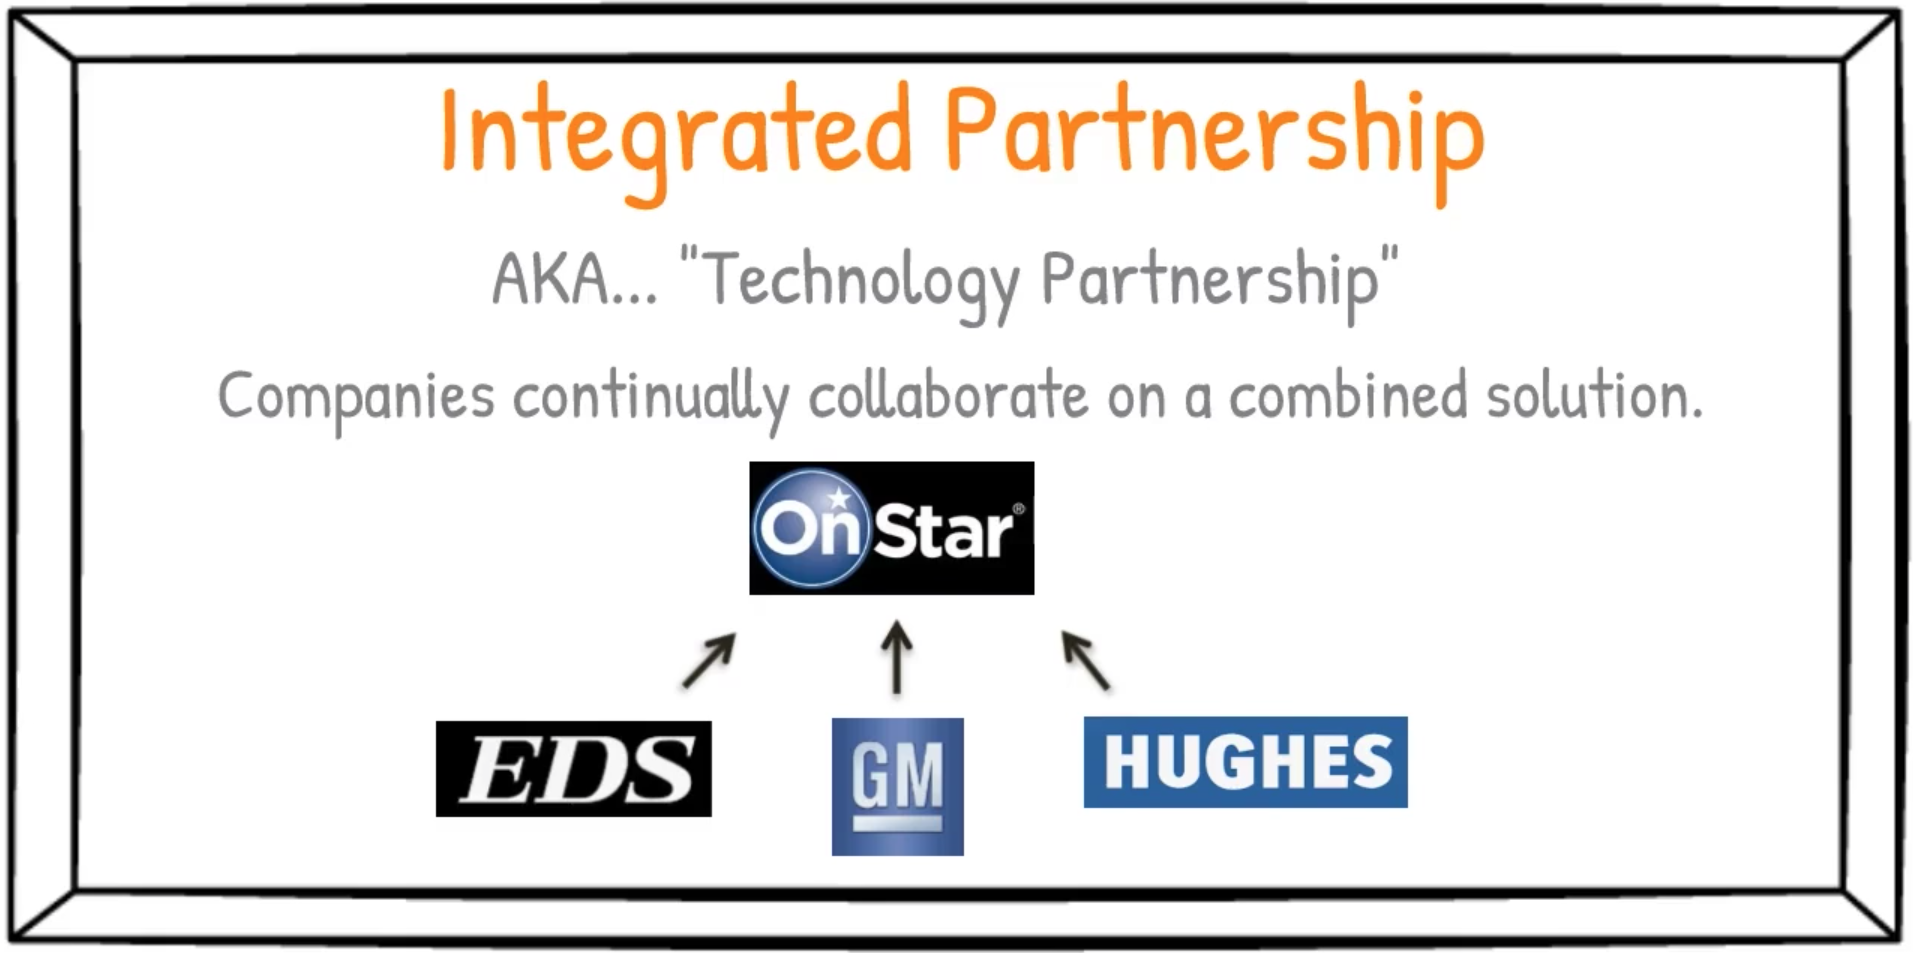 Integrated Partnership
AKA... "Technology Partnership"
Companies continually collaborate on a combined solution.
OnStar®
EDS
GM
HUGHES